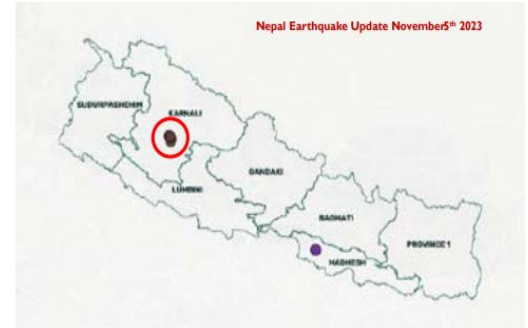 Nepal Earthquake Update November5th 2023
SUDURPASHCHIM
KARNALI
LUMBINI
GANDAKI
BAGMATI
PROVINCE 1
MADHESH